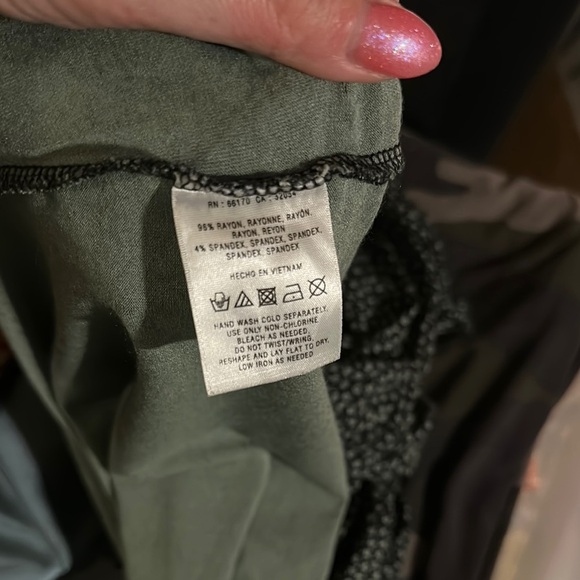 RN : 66170 CA : 32054
96% RAYON, RAYONNE, RAYÓN,
RAYON, REYON
4% SPANDEX, SPANDEX, SPANDEX,
SPANDEX, SPANDEX
HECHO EN VIETNAM
HAND WASH COLD SEPARATELY.
USE ONLY NON-CHLORINE
BLEACH AS NEEDED.
DO NOT TWIST/WRING.
RESHAPE AND LAY FLAT TO DRY.
LOW IRON AS NEEDED